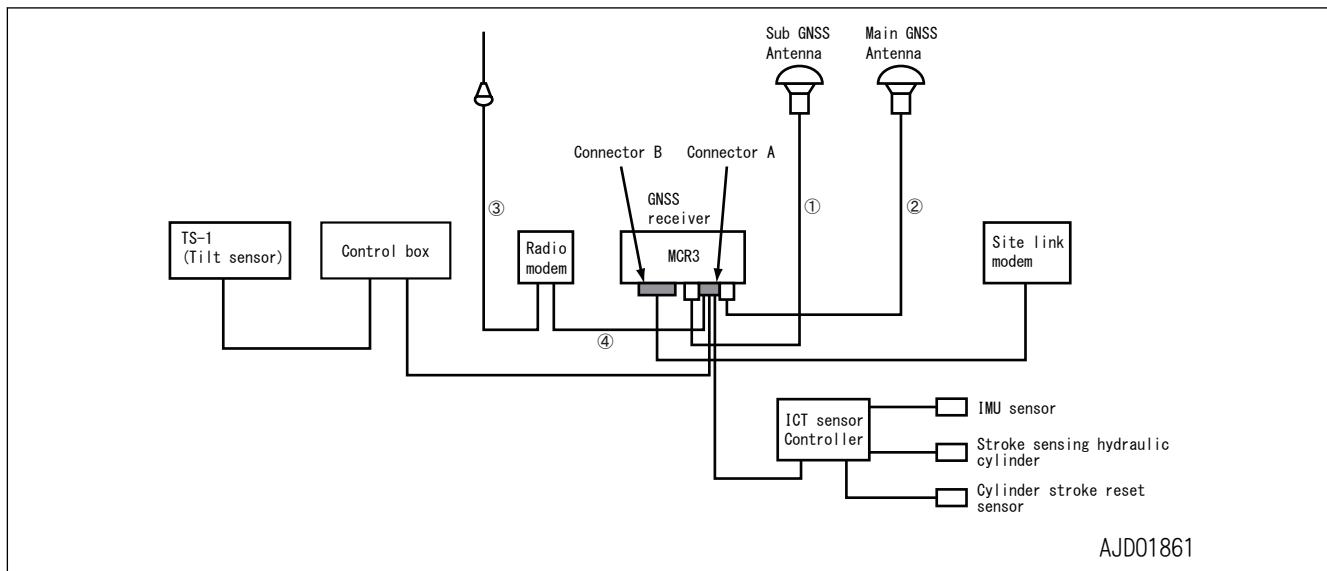 Sub GNSS
Antenna
Main GNSS
Antenna
Connector B
Connector A
③
GNSS
receiver
①
②
TS-1
(Tilt sensor)
Control box
Radio
modem
MCR3
Site link
modem
④
ICT sensor
Controller
IMU sensor
Stroke sensing hydraulic
cylinder
Cylinder stroke reset
sensor
AJD01861